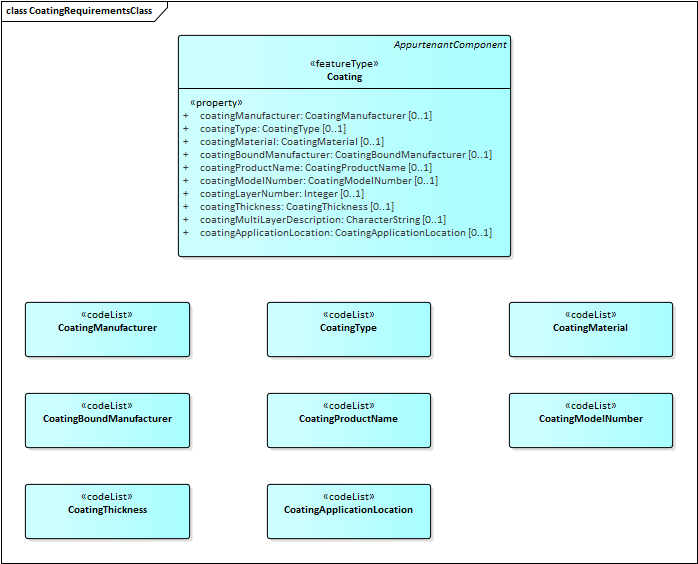 class CoatingRequirementsClass
AppurtenantComponent
«featureType»
Coating
«property»
+ coatingManufacturer: CoatingManufacturer [0..1]
+ coatingType: CoatingType [0..1]
+ coatingMaterial: CoatingMaterial [0..1]
+ coatingBoundManufacturer: CoatingBoundManufacturer [0..1]
+ coatingProductName: CoatingProductName [0..1]
+ coatingModelNumber: CoatingModelNumber [0..1]
+ coatingLayerNumber: Integer [0..1]
+ coatingThickness: CoatingThickness [0..1]
+ coatingMultiLayerDescription: CharacterString [0..1]
+ coatingApplicationLocation: CoatingApplicationLocation [0..1]
«codeList»
CoatingManufacturer
«codeList»
CoatingType
«codeList»
CoatingMaterial
«codeList»
CoatingBoundManufacturer
«codeList»
CoatingProductName
«codeList»
CoatingModelNumber
«codeList»
CoatingThickness
«codeList»
CoatingApplicationLocation